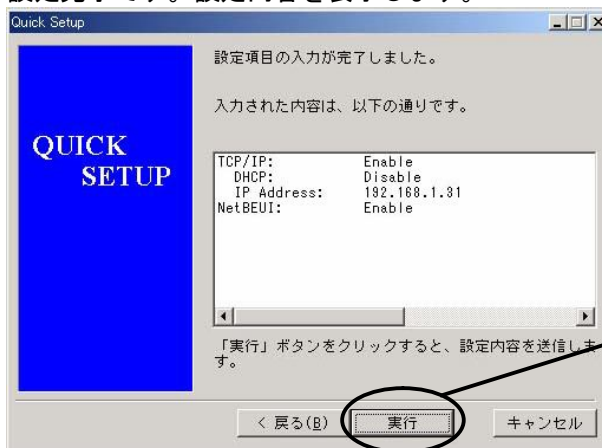 設定完了です。設定内容を表示します。
Quick Setup
設定項目の入力が完了しました。
入力された内容は、以下の通りです。
QUICK
SETUP
TCP/IP: Enable
DHCP: Disable
IP Address: 192.168.1.31
NetBEUI: Enable
「実行」ボタンをクリックすると、設定内容を送信しま
す。
< 戻る(B)
実行
キャンセル